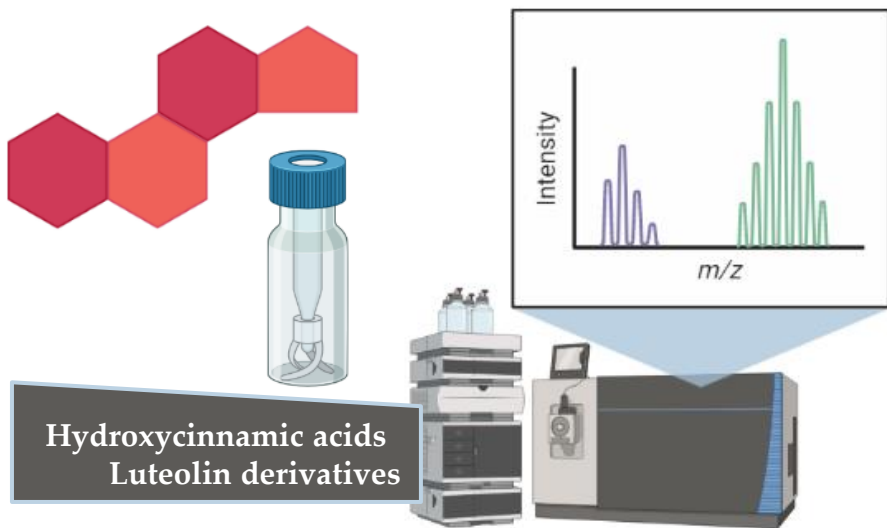 Intensity
m/z
Hydroxycinnamic acids
Luteolin derivatives